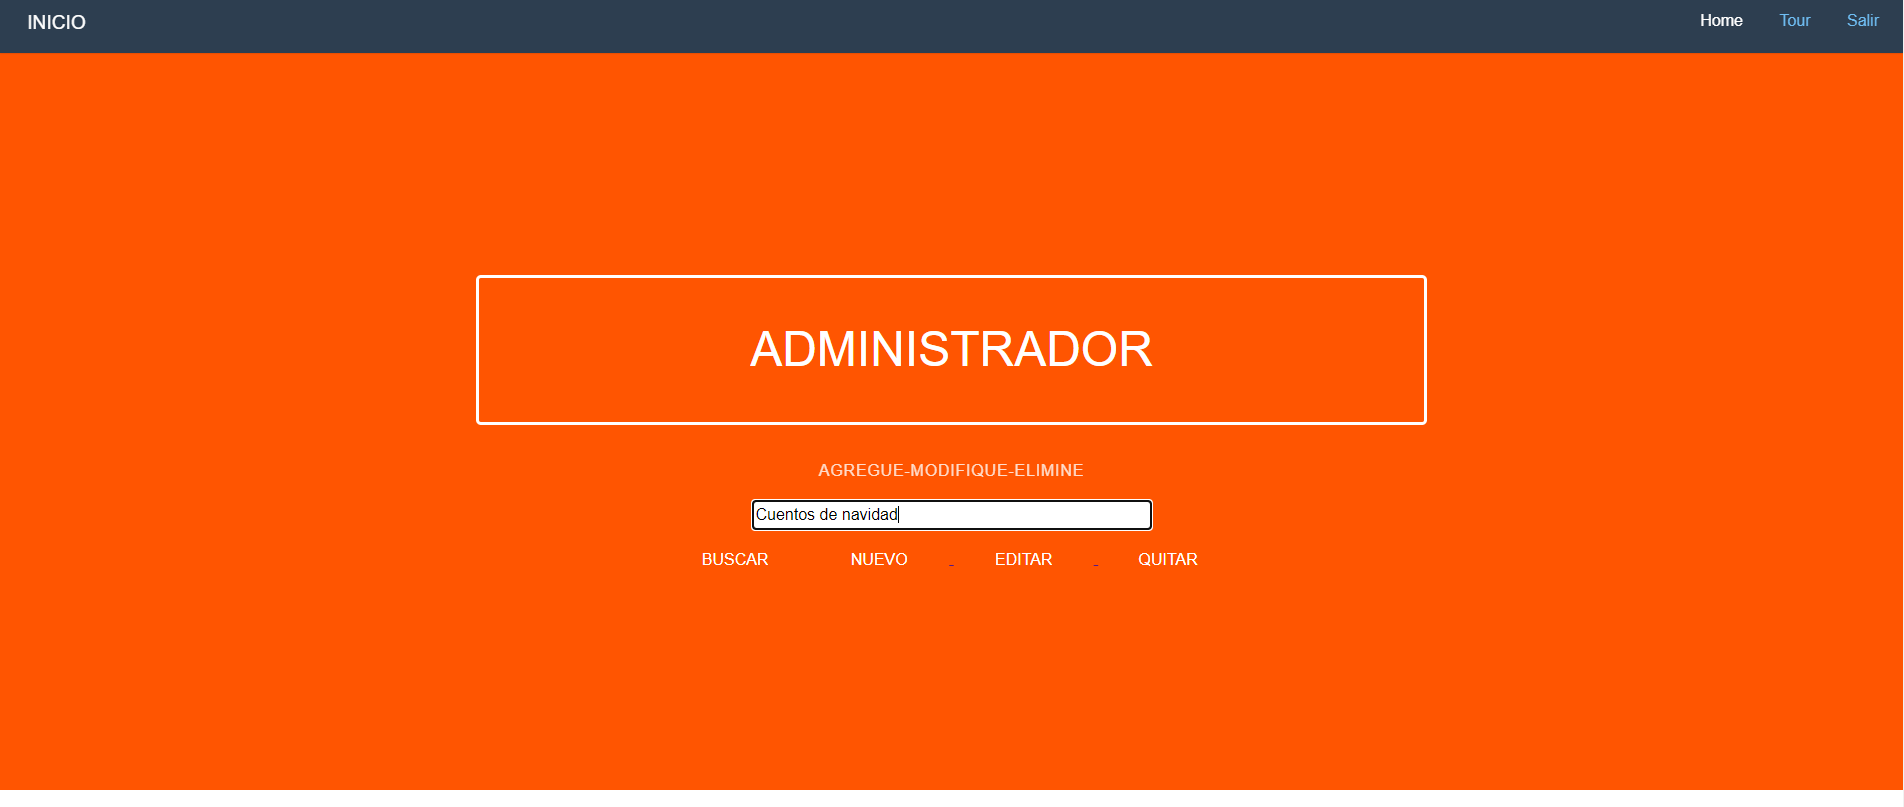 INICIO Home Tour Salir
ADMINISTRADOR
AGREGUE-MODIFIQUE-ELIMINE
Cuentos de navidad
BUSCAR NUEVO EDITAR QUITAR